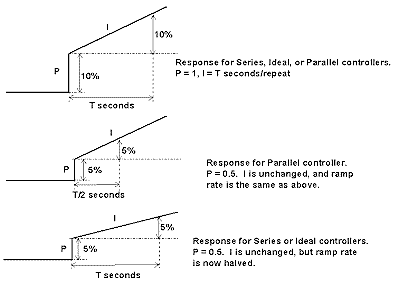 I
10%
P
10%
T seconds
Response for Series, Ideal, or Parallel controllers.
P = 1, I = T seconds/repeat
I
5%
P
5%
T/2 seconds
Response for Parallel controller.
P = 0.5. I is unchanged, and ramp
rate is the same as above.
I
5%
P
5%
T seconds
Response for Series or Ideal controllers.
P = 0.5. I is unchanged, but ramp rate
is now halved.